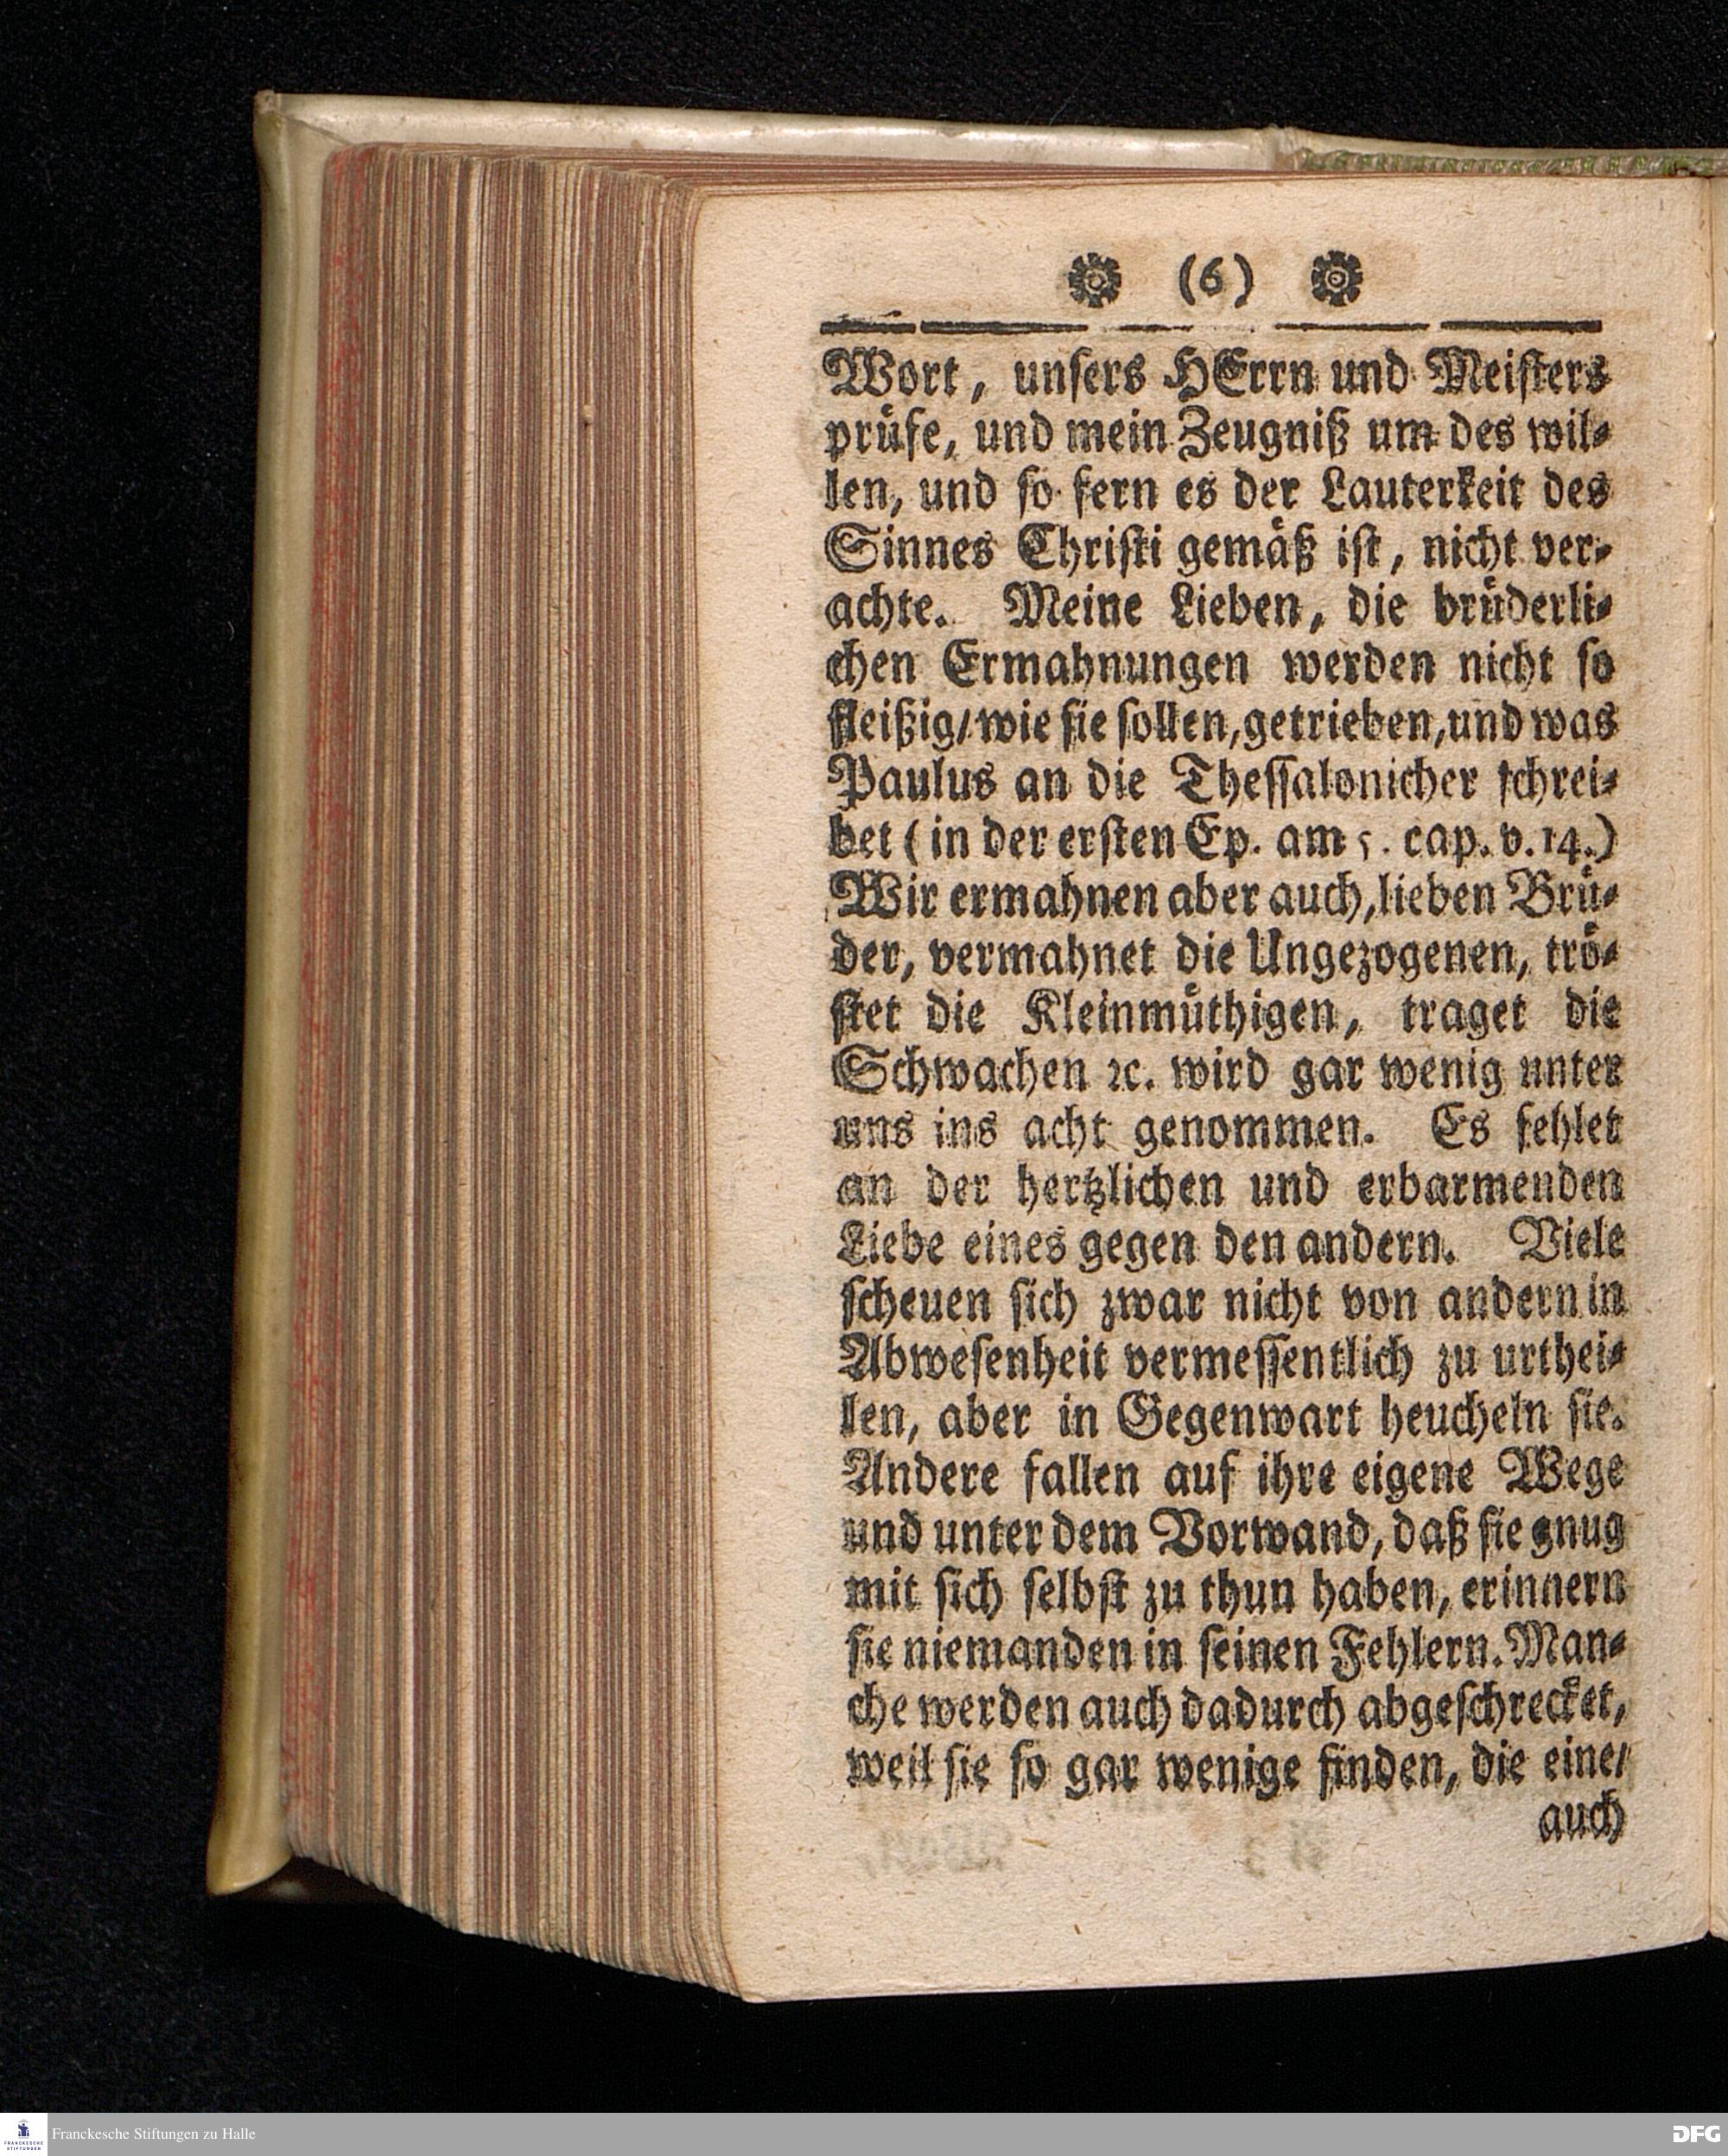 (6)
Wort, unsers HErrn und Meisters
prüfe, und mein Zeugniß um des wil⸗
len, und so fern es der Lauterkeit des
Sinnes Christi gemäß ist, nicht ver⸗
achte. Meine Lieben, die brüderli⸗
chen Ermahnungen werden nicht so
fleißig/ wie sie sollen, getrieben, und was
Paulus an die Thessalonicher schrei⸗
bet (in der ersten Ep. am 5. cap. v. 14.)
Wir ermahnen aber auch, lieben Brü⸗
der, vermahnet die Ungezogenen, trö⸗
stet die Kleinmüthigen, traget die
Schwachen ꝛc. wird gar wenig unter
uns ins acht genommen. Es fehlet
an der hertzlichen und erbarmenden
Liebe eines gegen den andern. Viele
scheuen sich zwar nicht von andern in
Abwesenheit vermessentlich zu urthei⸗
len, aber in Gegenwart heucheln sie.
Andere fallen auf ihre eigene Wege
und unter dem Vorwand, daß sie gnug
mit sich selbst zu thun haben, erinnern
sie niemanden in seinen Fehlern. Man⸗
che werden auch dadurch abgeschrecket,
weil sie so gar wenige finden, die eine/
auch
FRANCKESCHE
STIFTUNGEN
Franckesche Stiftungen zu Halle
DFG